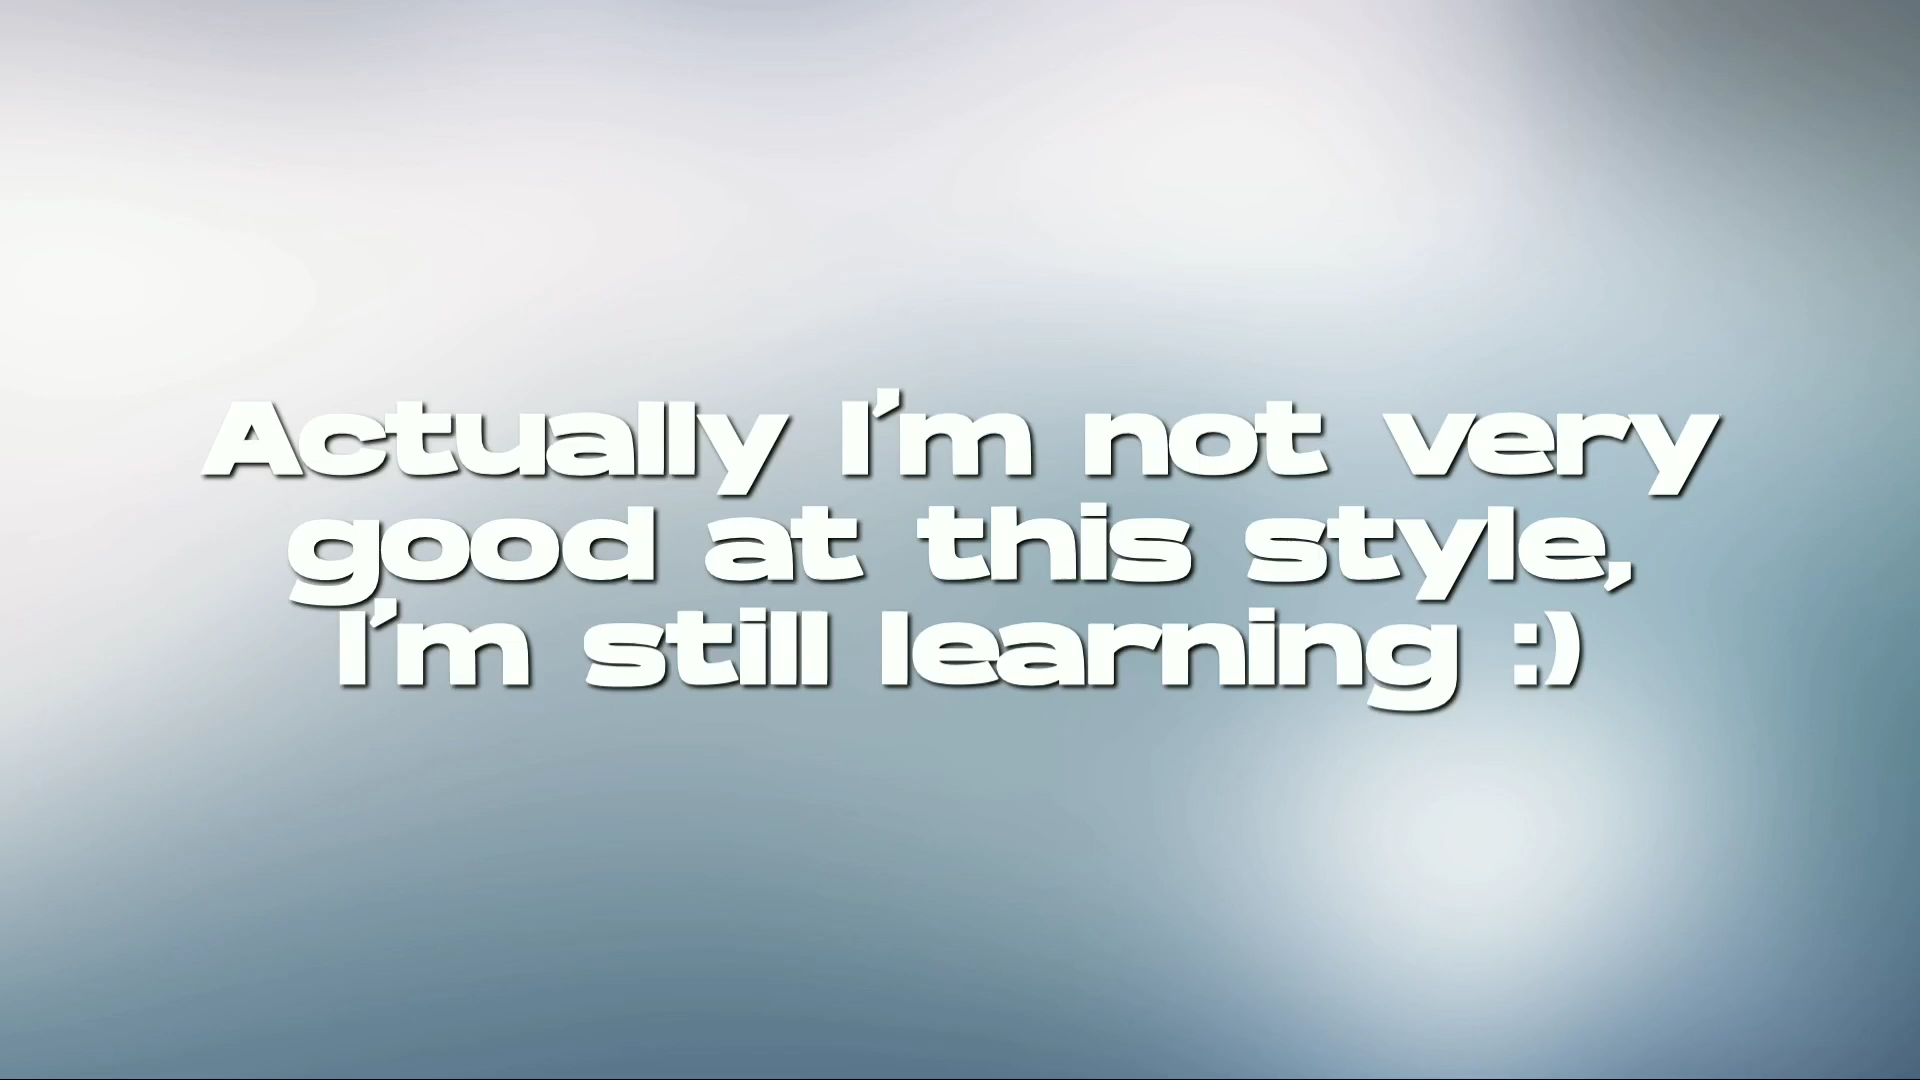 Actually I'm not very
good at this style,
I'm still learning :)